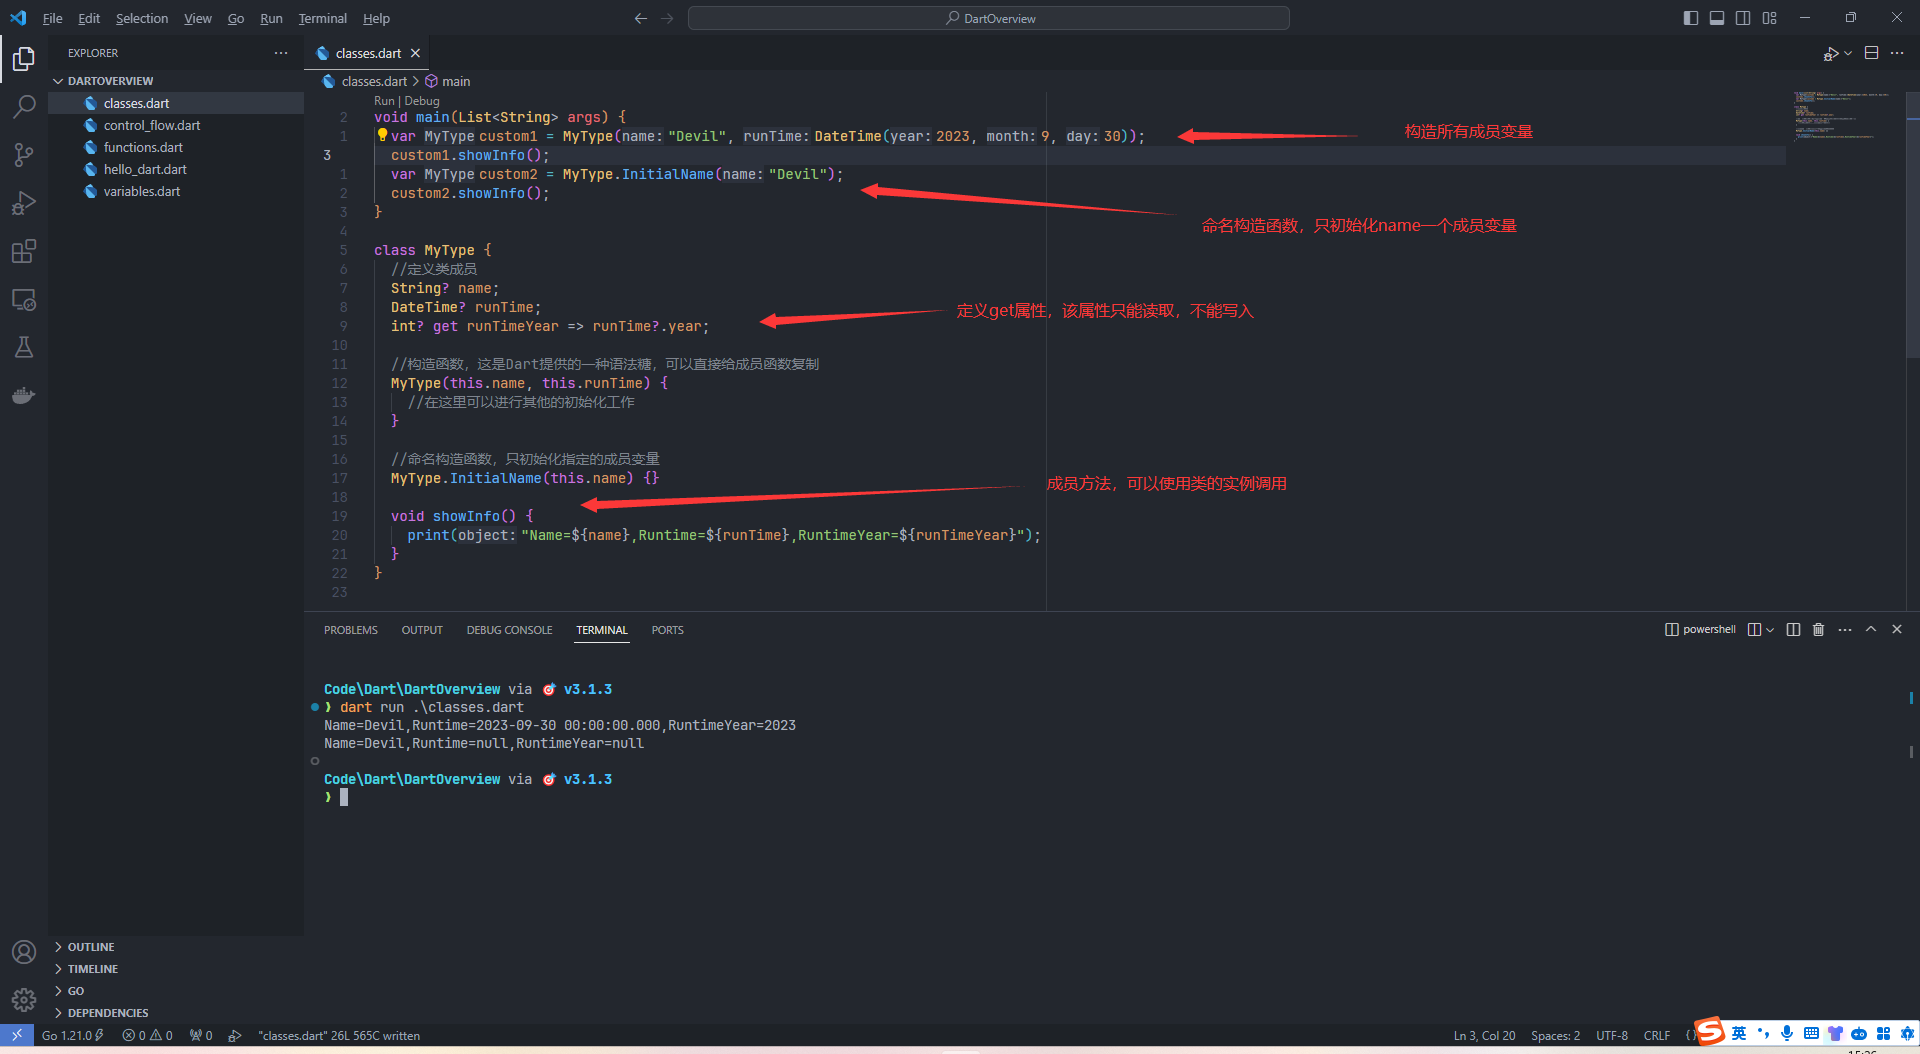 File Edit Selection View Go Run Terminal Help
DartOverview
EXPLORER
classes.dart
DARTOVERVIEW
classes.dart
control_flow.dart
functions.dart
hello_dart.dart
variables.dart
classes.dart > main
Run | Debug
2 void main(List<String> args) {
1 var MyType custom1 = MyType(name: "Devil", runTime: DateTime(year: 2023, month: 9, day: 30));
构造所有成员变量
3 custom1.showInfo();
1 var MyType custom2 = MyType.InitialName(name: "Devil");
2 custom2.showInfo();
3 }
命名构造函数，只初始化name一个成员变量
4
5 class MyType {
6 //定义类成员
7 String? name;
8 DateTime? runTime;
定义get属性，该属性只能读取，不能写入
9 int? get runTimeYear => runTime?.year;
10
11 //构造函数，这是Dart提供的一种语法糖，可以直接给成员函数复制
12 MyType(this.name, this.runTime) {
13 //在这里可以进行其他的初始化工作
14 }
15
16 //命名构造函数，只初始化指定的成员变量
17 MyType.InitialName(this.name) {}
成员方法，可以使用类的实例调用
18
19 void showInfo() {
20 print(object: "Name=${name},Runtime=${runTime},RuntimeYear=${runTimeYear}");
21 }
22 }
23
PROBLEMS OUTPUT DEBUG CONSOLE TERMINAL PORTS
powershell
Code\Dart\DartOverview via v3.1.3
❯ dart run .\classes.dart
Name=Devil,Runtime=2023-09-30 00:00:00.000,RuntimeYear=2023
Name=Devil,Runtime=null,RuntimeYear=null
Code\Dart\DartOverview via v3.1.3
❯
OUTLINE
TIMELINE
GO
DEPENDENCIES
Go 1.21.0 0 0 0 "classes.dart" 26L 565C written
Ln 3, Col 20 Spaces: 2 UTF-8 CRLF { 英